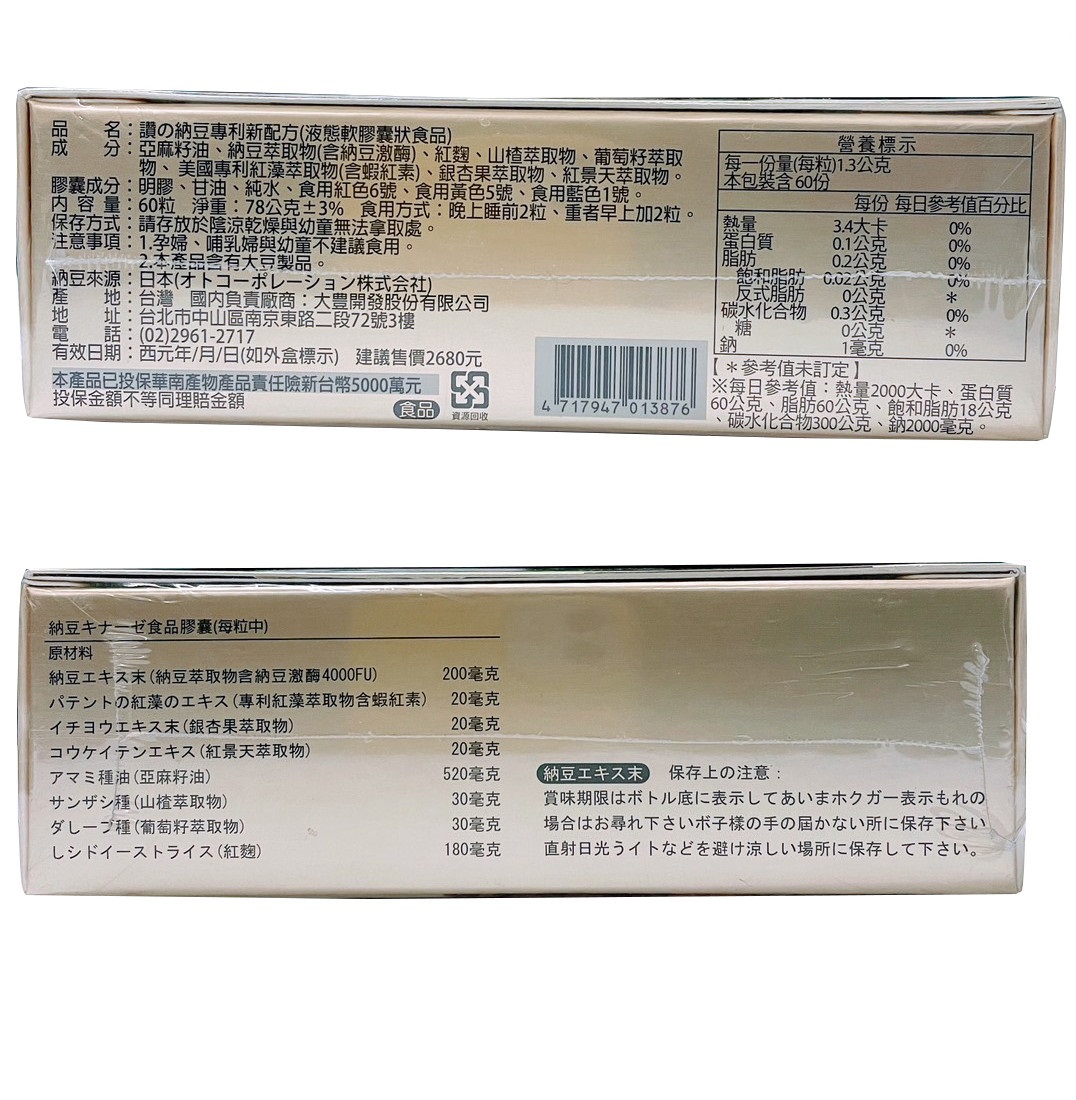 品名：讚の納豆專利新配方(液態軟膠囊狀食品)
成分：亞麻籽油、納豆萃取物(含納豆激酶)、紅麴、山楂萃取物、葡萄籽萃取
物、美國專利紅藻萃取物(含蝦紅素)、銀杏果萃取物、紅景天萃取物。
膠囊成分：明膠、甘油、純水、食用紅色6號、食用黃色5號、食用藍色1號。
內容量：60粒 淨重：78公克±3% 食用方式：晚上睡前2粒、重者早上加2粒。
保存方式：請存放於陰涼乾燥與幼童無法拿取處。
注意事項：1.孕婦、哺乳婦與幼童不建議食用。
2.本產品含有大豆製品。
納豆來源：日本(オトコーポレーション株式会社)
產地：台灣 國內負責廠商：大豐開發股份有限公司
地址：台北市中山區南京東路二段72號3樓
電話：(02)2961-2717
有效日期：西元年/月/日(如外盒標示) 建議售價2680元
本產品已投保華南產物產品責任險新台幣5000萬元
投保金額不等同理賠金額
食品
資源回收
4 717947 013876
營養標示
每一份量(每粒)1.3公克
本包裝含60份
每份 每日參考值百分比
熱量 3.4大卡 0%
蛋白質 0.1公克 0%
脂肪 0.2公克 0%
飽和脂肪 0.02公克 0%
反式脂肪 0公克 *
碳水化合物 0.3公克 0%
糖 0公克 *
鈉 1毫克 0%
【＊參考值未訂定】
※每日參考值：熱量2000大卡、蛋白質
60公克、脂肪60公克、飽和脂肪18公克
、碳水化合物300公克、鈉2000毫克。
納豆キナーゼ食品膠囊(每粒中)
原材料
納豆エキス末(納豆萃取物含納豆激酶4000FU) 200毫克
パテントの紅藻のエキス(專利紅藻萃取物含蝦紅素) 20毫克
イチヨウエキス末(銀杏果萃取物) 20毫克
コウケイテンエキス(紅景天萃取物) 20毫克
アマミ種油(亞麻籽油) 520毫克
サンザシ種(山楂萃取物) 30毫克
ダレープ種(葡萄籽萃取物) 30毫克
しシドイーストライス(紅麴) 180毫克
納豆エキス末 保存上の注意：
賞味期限はボトル底に表示してあいまホクガー表示もれの
場合はお尋れ下さいボ子様の手の屆かない所に保存下さい
直射日光うイトなどを避け涼しい場所に保存して下さい。